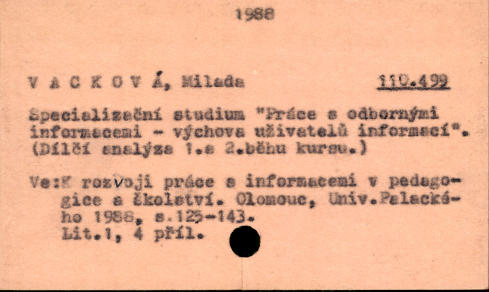 1988
V A C K O V Á, Milada 110.499
Specializační studium "Práce s odbornými
informacemi - výchova uživatelů informací".
(Dílčí analýza 1.a 2.běhu kursu.)
Ve:K rozvoji práce s informacemi v pedago-
gice a školství. Olomouc, Univ.Palacké-
ho 1988, s.125-143.
Lit.1, 4 příl.